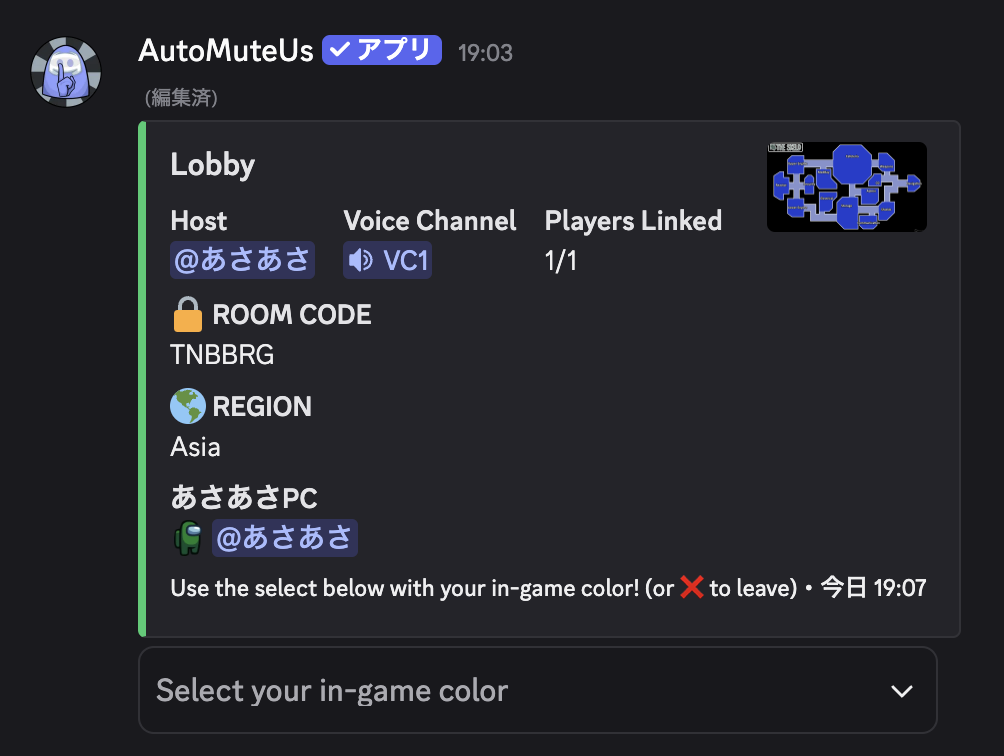 AutoMuteUs ✓ アプリ 19:03
(編集済)
Lobby
THE SKELD
Host Voice Channel Players Linked
@あさあさ VC1 1/1
ROOM CODE
TNBBRG
REGION
Asia
あさあさPC
@あさあさ
Use the select below with your in-game color! (or ❌ to leave) • 今日 19:07
Select your in-game color